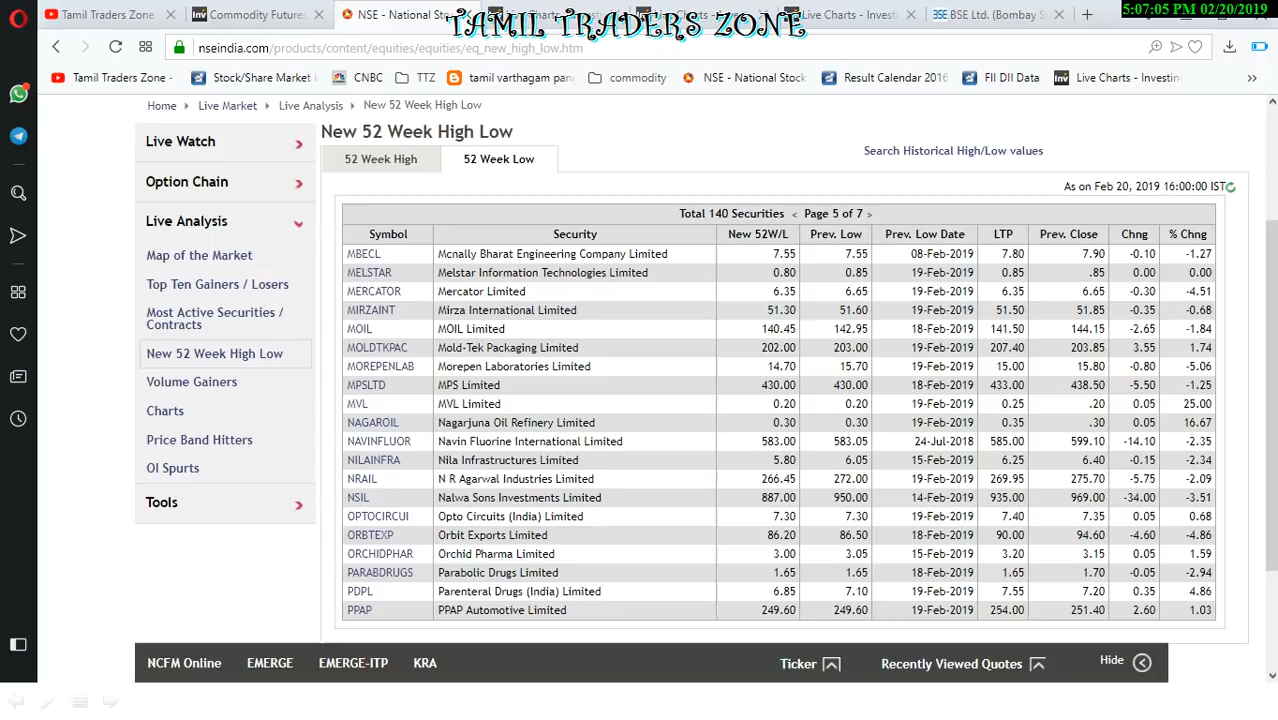 Tamil Traders Zone
Commodity Futures
NSE - National Sto
Live Charts - Investi
BSE Ltd. (Bombay S
TAMIL TRADERS ZONE
5:07:05 PM 02/20/2019
nseindia.com/products/content/equities/equities/eq_new_high_low.htm
Tamil Traders Zone - Stock/Share Market CNBC TTZ tamil varthagam pan commodity NSE - National Stock Result Calendar 2016 FII DII Data Live Charts - Investin
Home Live Market Live Analysis New 52 Week High Low
Live Watch
Option Chain
Live Analysis
Map of the Market
Top Ten Gainers / Losers
Most Active Securities /
Contracts
New 52 Week High Low
Volume Gainers
Charts
Price Band Hitters
OI Spurts
Tools
New 52 Week High Low
52 Week High 52 Week Low
Search Historical High/Low values
As on Feb 20, 2019 16:00:00 IST
Total 140 Securities < Page 5 of 7 >
Symbol Security New 52W/L Prev. Low Prev. Low Date LTP Prev. Close Chng % Chng
MBECL Mcnally Bharat Engineering Company Limited 7.55 7.55 08-Feb-2019 7.80 7.90 -0.10 -1.27
MELSTAR Melstar Information Technologies Limited 0.80 0.85 19-Feb-2019 0.85 .85 0.00 0.00
MERCATOR Mercator Limited 6.35 6.65 19-Feb-2019 6.35 6.65 -0.30 -4.51
MIRZAINT Mirza International Limited 51.30 51.60 19-Feb-2019 51.50 51.85 -0.35 -0.68
MOIL MOIL Limited 140.45 142.95 18-Feb-2019 141.50 144.15 -2.65 -1.84
MOLDTKPAC Mold-Tek Packaging Limited 202.00 203.00 19-Feb-2019 207.40 203.85 3.55 1.74
MOREPENLAB Morepen Laboratories Limited 14.70 15.70 19-Feb-2019 15.00 15.80 -0.80 -5.06
MPSLTD MPS Limited 430.00 430.00 18-Feb-2019 433.00 438.50 -5.50 -1.25
MVL MVL Limited 0.20 0.20 19-Feb-2019 0.25 .20 0.05 25.00
NAGAROIL Nagarjuna Oil Refinery Limited 0.30 0.30 19-Feb-2019 0.35 .30 0.05 16.67
NAVINFLUOR Navin Fluorine International Limited 583.00 583.05 24-Jul-2018 585.00 599.10 -14.10 -2.35
NILAINFRA Nila Infrastructures Limited 5.80 6.05 15-Feb-2019 6.25 6.40 -0.15 -2.34
NRAIL N R Agarwal Industries Limited 266.45 272.00 19-Feb-2019 269.95 275.70 -5.75 -2.09
NSIL Nalwa Sons Investments Limited 887.00 950.00 14-Feb-2019 935.00 969.00 -34.00 -3.51
OPTOCIRCUI Opto Circuits (India) Limited 7.30 7.30 19-Feb-2019 7.40 7.35 0.05 0.68
ORBTEXP Orbit Exports Limited 86.20 86.50 18-Feb-2019 90.00 94.60 -4.60 -4.86
ORCHIDPHAR Orchid Pharma Limited 3.00 3.05 15-Feb-2019 3.20 3.15 0.05 1.59
PARABDRUGS Parabolic Drugs Limited 1.65 1.65 18-Feb-2019 1.65 1.70 -0.05 -2.94
PDPL Parenteral Drugs (India) Limited 6.85 7.10 19-Feb-2019 7.55 7.20 0.35 4.86
PPAP PPAP Automotive Limited 249.60 249.60 19-Feb-2019 254.00 251.40 2.60 1.03
NCFM Online EMERGE EMERGE-ITP KRA Ticker Recently Viewed Quotes Hide